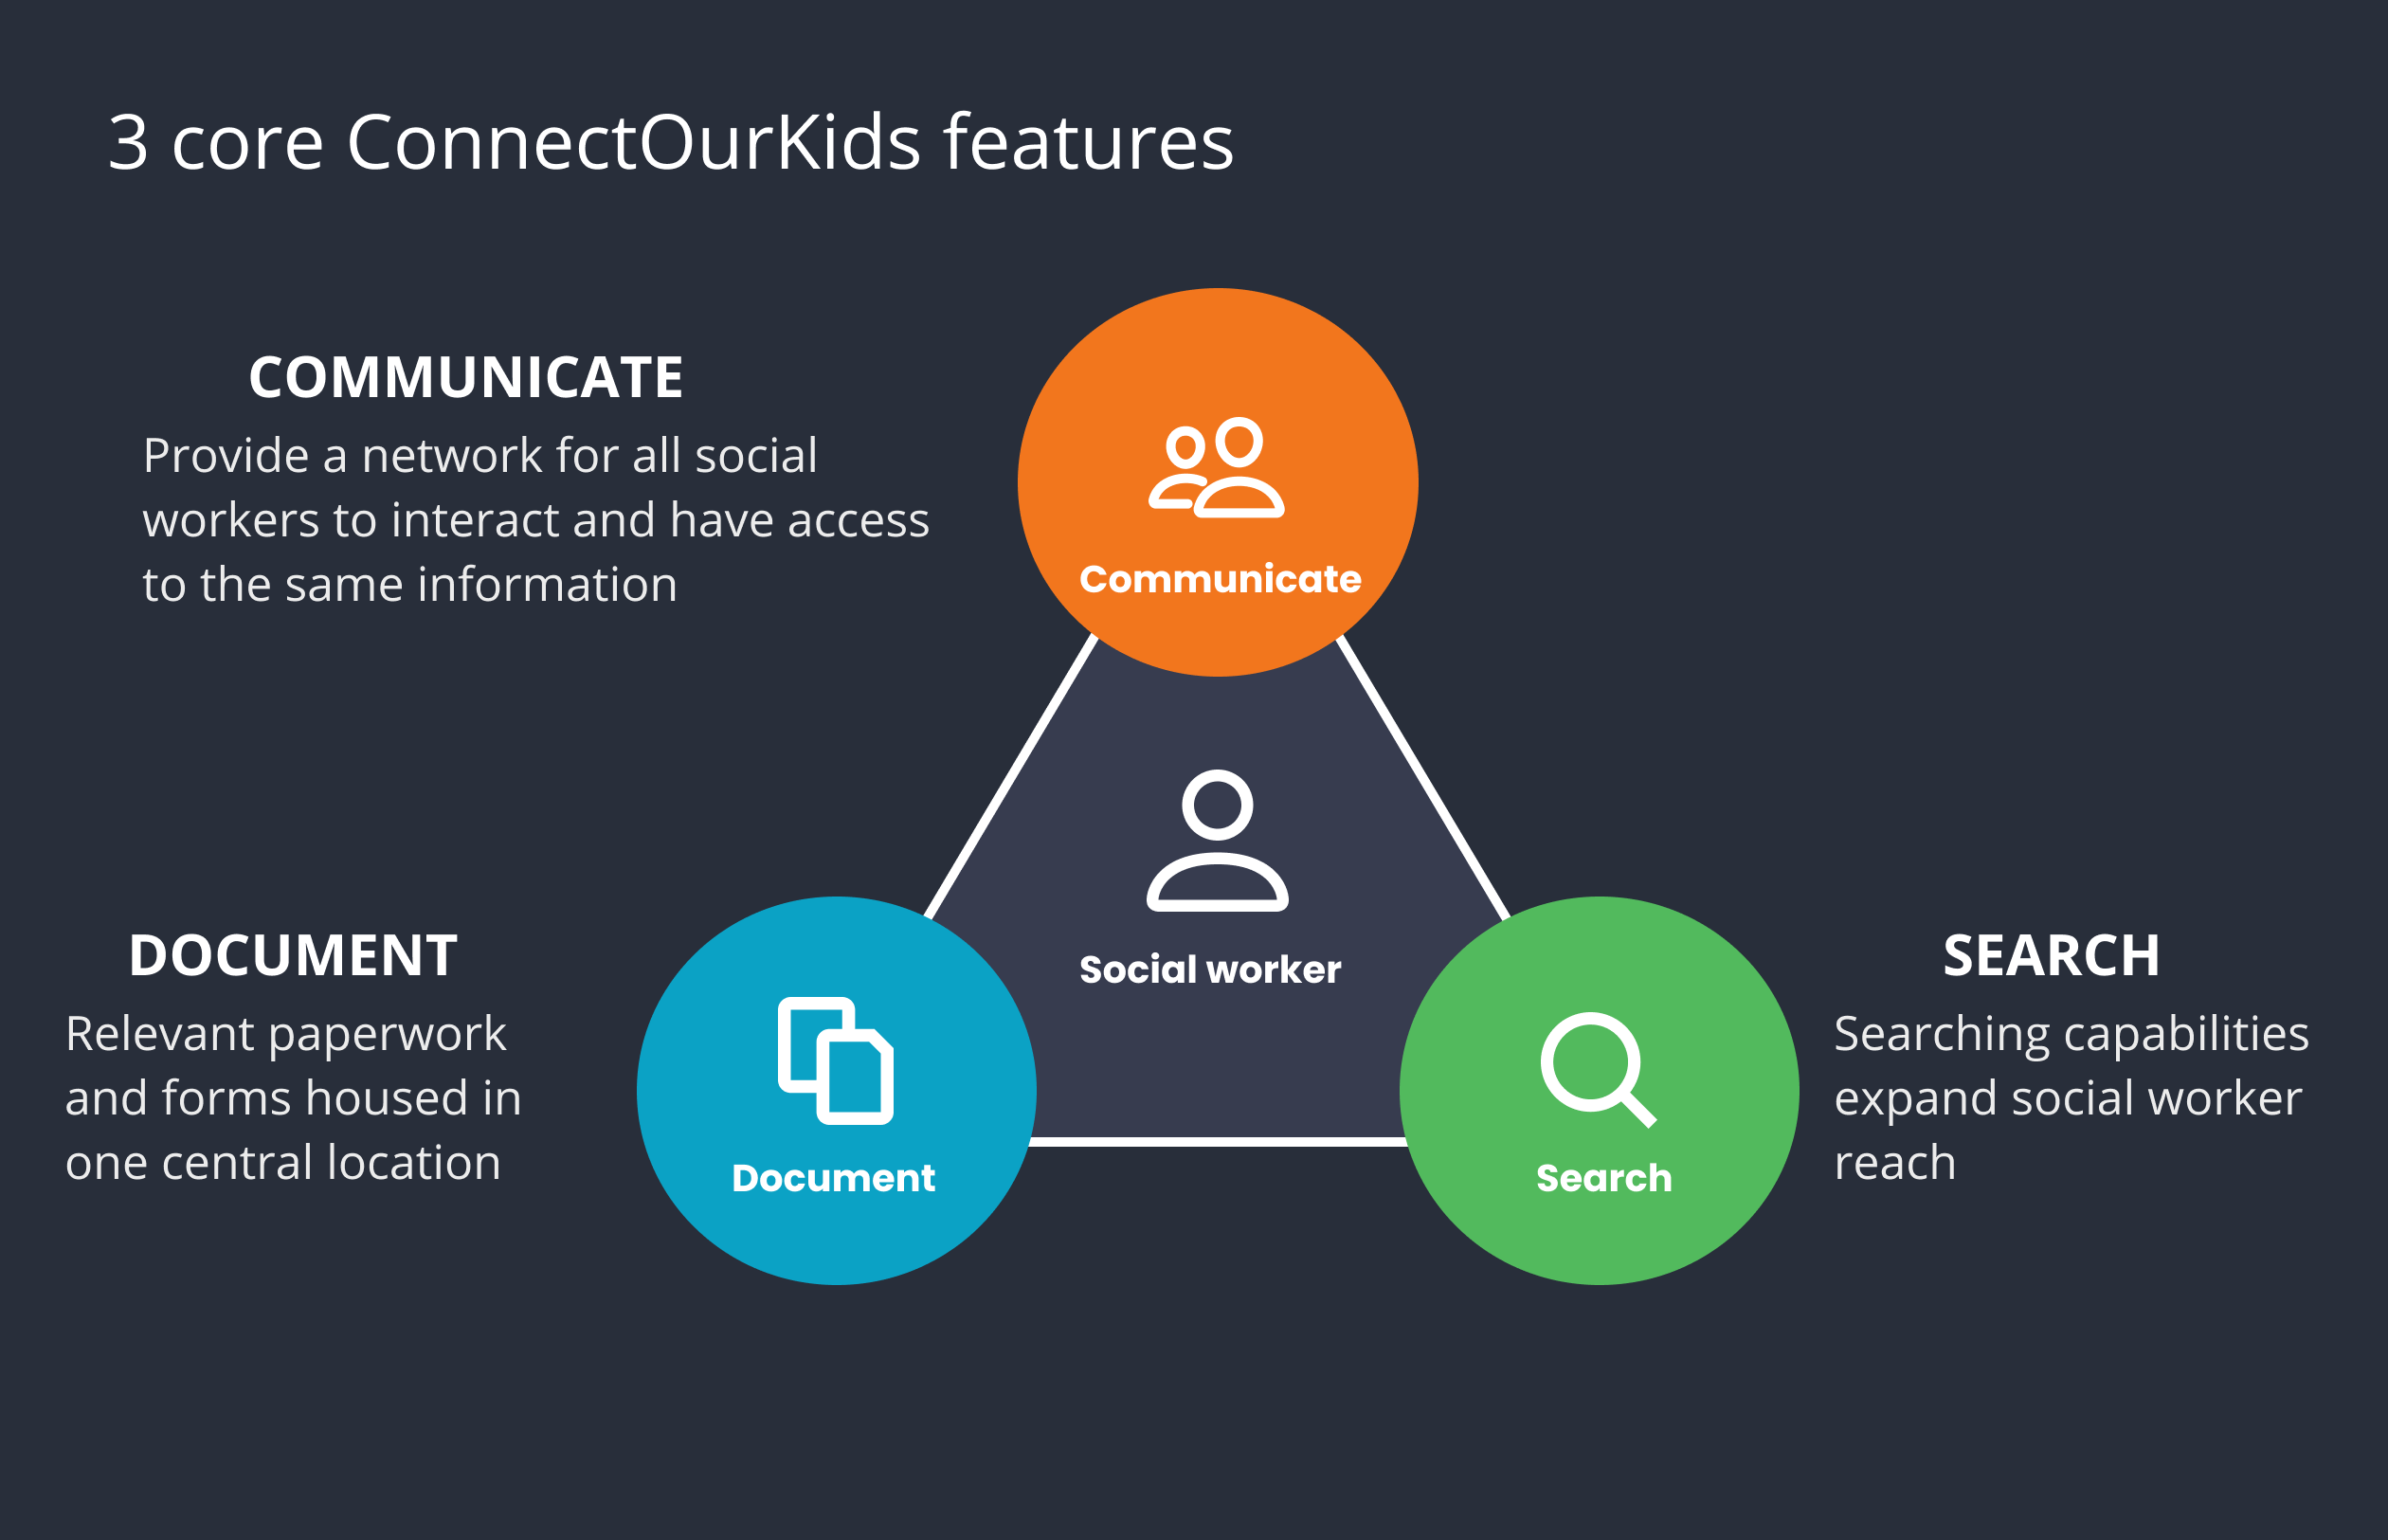 3 core ConnectOurKids features
COMMUNICATE
Provide a network for all social
workers to interact and have access
to the same information
Communicate
Social worker
DOCUMENT
Relevant paperwork
and forms housed in
one central location
Document
Search
SEARCH
Searching capabilities
expand social worker
reach